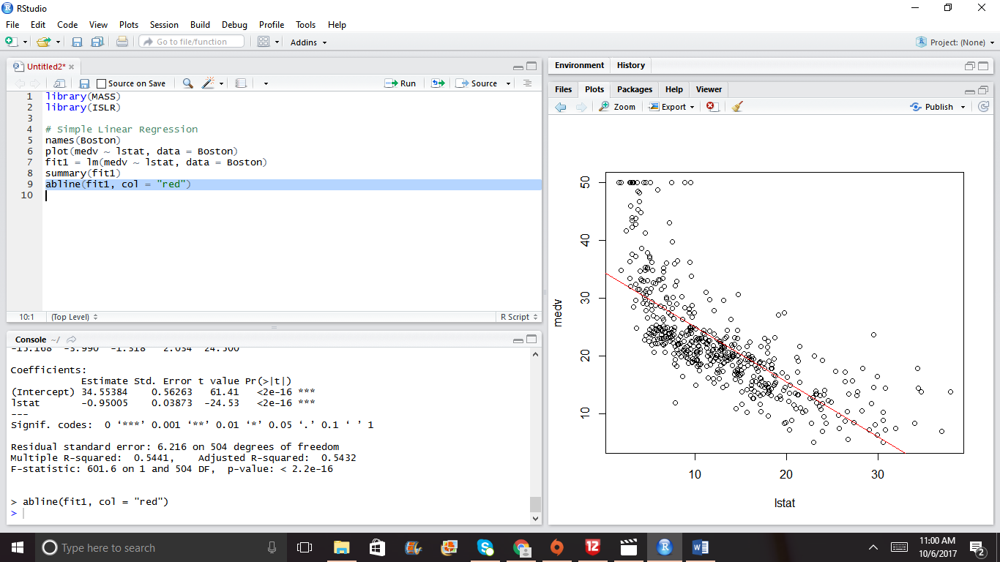 RStudio
File Edit Code View Plots Session Build Debug Profile Tools Help
Go to file/function Addins Project: (None)
Untitled2*
Source on Save Run Source
1 library(MASS)
2 library(ISLR)
3
4 # Simple Linear Regression
5 names(Boston)
6 plot(medv ~ lstat, data = Boston)
7 fit1 = lm(medv ~ lstat, data = Boston)
8 summary(fit1)
9 abline(fit1, col = "red")
10
10:1 (Top Level) R Script
Console ~/
-15.168 -3.990 -1.318 2.034 24.500
Coefficients:
Estimate Std. Error t value Pr(>|t|)
(Intercept) 34.55384 0.56263 61.41 <2e-16 ***
lstat -0.95005 0.03873 -24.53 <2e-16 ***
---
Signif. codes: 0 ‘***’ 0.001 ‘**’ 0.01 ‘*’ 0.05 ‘.’ 0.1 ‘ ’ 1
Residual standard error: 6.216 on 504 degrees of freedom
Multiple R-squared: 0.5441, Adjusted R-squared: 0.5432
F-statistic: 601.6 on 1 and 504 DF, p-value: < 2.2e-16
> abline(fit1, col = "red")
>
Environment History
Files Plots Packages Help Viewer
Zoom Export Publish
50
40
30
20
10
medv
10 20 30
lstat
Type here to search
12
R
11:00 AM
10/6/2017
2